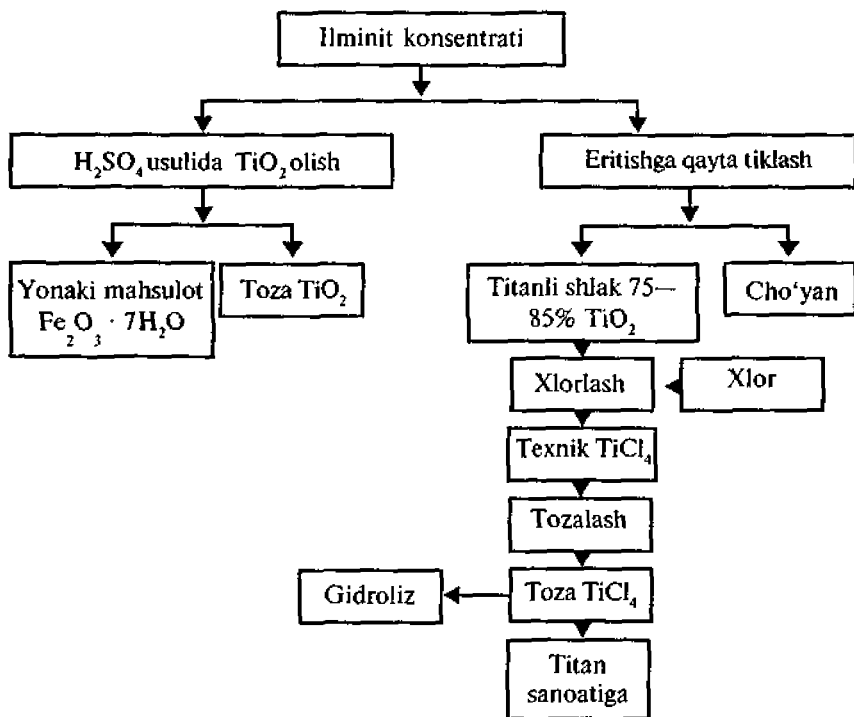 Ilminit konsentrati
H₂SO₄ usulida TiO₂ olish
Eritishga qayta tiklash
Yonaki mahsulot
Fe₂O₃ · 7H₂O
Toza TiO₂
Titanli shlak 75—
85% TiO₂
Cho‘yan
Xlorlash
Xlor
Texnik TiCl₄
Tozalash
Gidroliz
Toza TiCl₄
Titan
sanoatiga